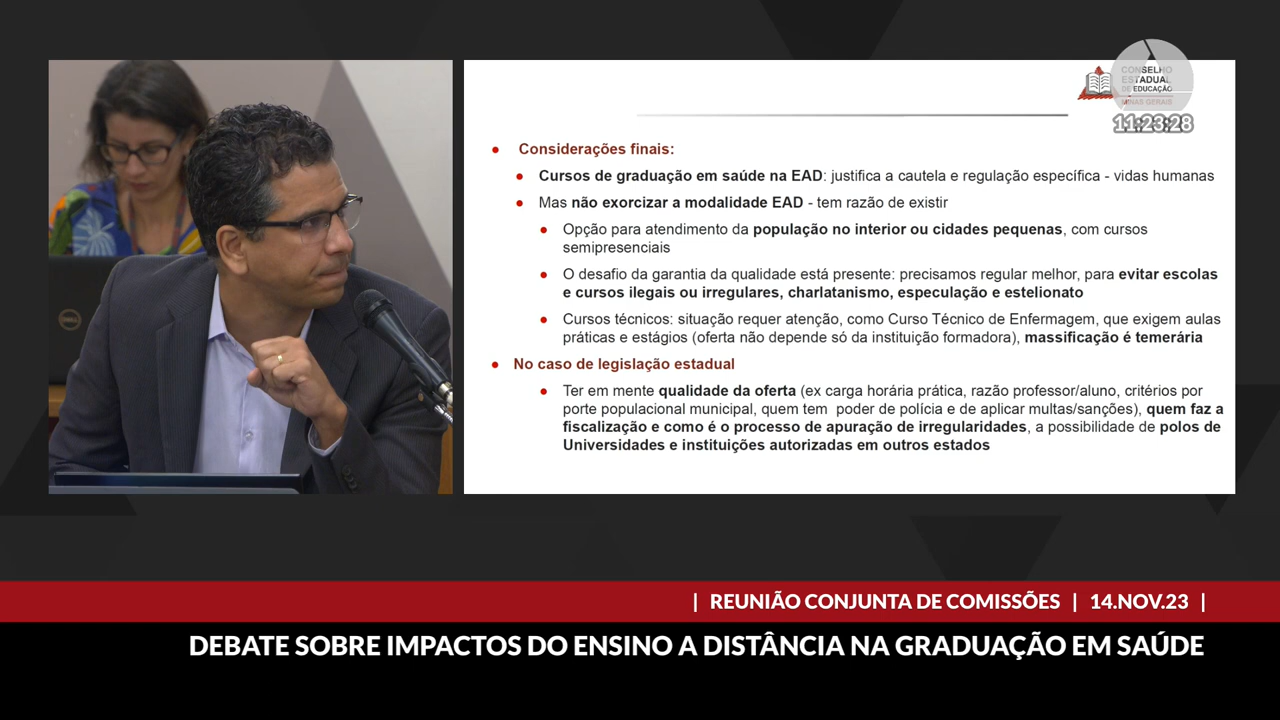 CONSELHO
ESTADUAL
DE EDUCAÇÃO
MINAS GERAIS
11:23:28
Considerações finais:
Cursos de graduação em saúde na EAD: justifica a cautela e regulação específica - vidas humanas
Mas não exorcizar a modalidade EAD - tem razão de existir
Opção para atendimento da população no interior ou cidades pequenas, com cursos
semipresenciais
O desafio da garantia da qualidade está presente: precisamos regular melhor, para evitar escolas
e cursos ilegais ou irregulares, charlatanismo, especulação e estelionato
Cursos técnicos: situação requer atenção, como Curso Técnico de Enfermagem, que exigem aulas
práticas e estágios (oferta não depende só da instituição formadora), massificação é temerária
No caso de legislação estadual
Ter em mente qualidade da oferta (ex carga horária prática, razão professor/aluno, critérios por
porte populacional municipal, quem tem poder de polícia e de aplicar multas/sanções), quem faz a
fiscalização e como é o processo de apuração de irregularidades, a possibilidade de polos de
Universidades e instituições autorizadas em outros estados
DELL
| REUNIÃO CONJUNTA DE COMISSÕES | 14.NOV.23 |
DEBATE SOBRE IMPACTOS DO ENSINO A DISTÂNCIA NA GRADUAÇÃO EM SAÚDE